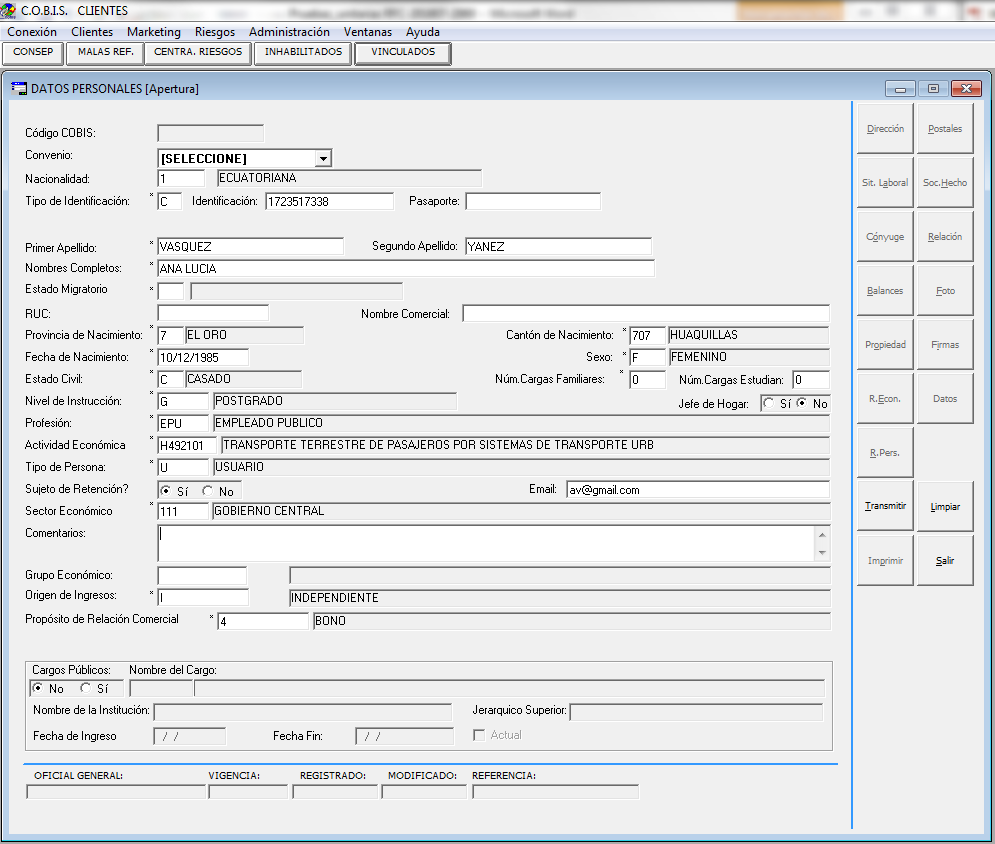 C.O.B.I.S. CLIENTES
Conexión Clientes Marketing Riesgos Administración Ventanas Ayuda
CONSEP MALAS REF. CENTRA. RIESGOS INHABILITADOS VINCULADOS
DATOS PERSONALES [Apertura]
Código COBIS:
Convenio: [SELECCIONE]
Nacionalidad: 1 ECUATORIANA
Tipo de Identificación: * C Identificación: 1723517338 Pasaporte:
Primer Apellido: * VASQUEZ Segundo Apellido: YANEZ
Nombres Completos: * ANA LUCIA
Estado Migratorio *
RUC: Nombre Comercial:
Provincia de Nacimiento: * 7 EL ORO Cantón de Nacimiento: * 707 HUAQUILLAS
Fecha de Nacimiento: * 10/12/1985 Sexo: * F FEMENINO
Estado Civil: * C CASADO Núm.Cargas Familiares: * 0 Núm.Cargas Estudian: 0
Nivel de Instrucción: * G POSTGRADO Jefe de Hogar: Sí No
Profesión: * EPU EMPLEADO PUBLICO
Actividad Económica * H492101 TRANSPORTE TERRESTRE DE PASAJEROS POR SISTEMAS DE TRANSPORTE URB
Tipo de Persona: * U USUARIO
Sujeto de Retención? Sí No Email: av@gmail.com
Sector Económico * 111 GOBIERNO CENTRAL
Comentarios:
Grupo Económico:
Origen de Ingresos: * I INDEPENDIENTE
Propósito de Relación Comercial * 4 BONO
Cargos Públicos: Nombre del Cargo:
No Sí
Nombre de la Institución: Jerarquico Superior:
Fecha de Ingreso / / Fecha Fin: / / Actual
OFICIAL GENERAL: VIGENCIA: REGISTRADO: MODIFICADO: REFERENCIA:
Dirección Postales
Sit. Laboral Soc.Hecho
Cónyuge Relación
Balances Foto
Propiedad Firmas
R.Econ. Datos
R.Pers.
Transmitir Limpiar
Imprimir Salir